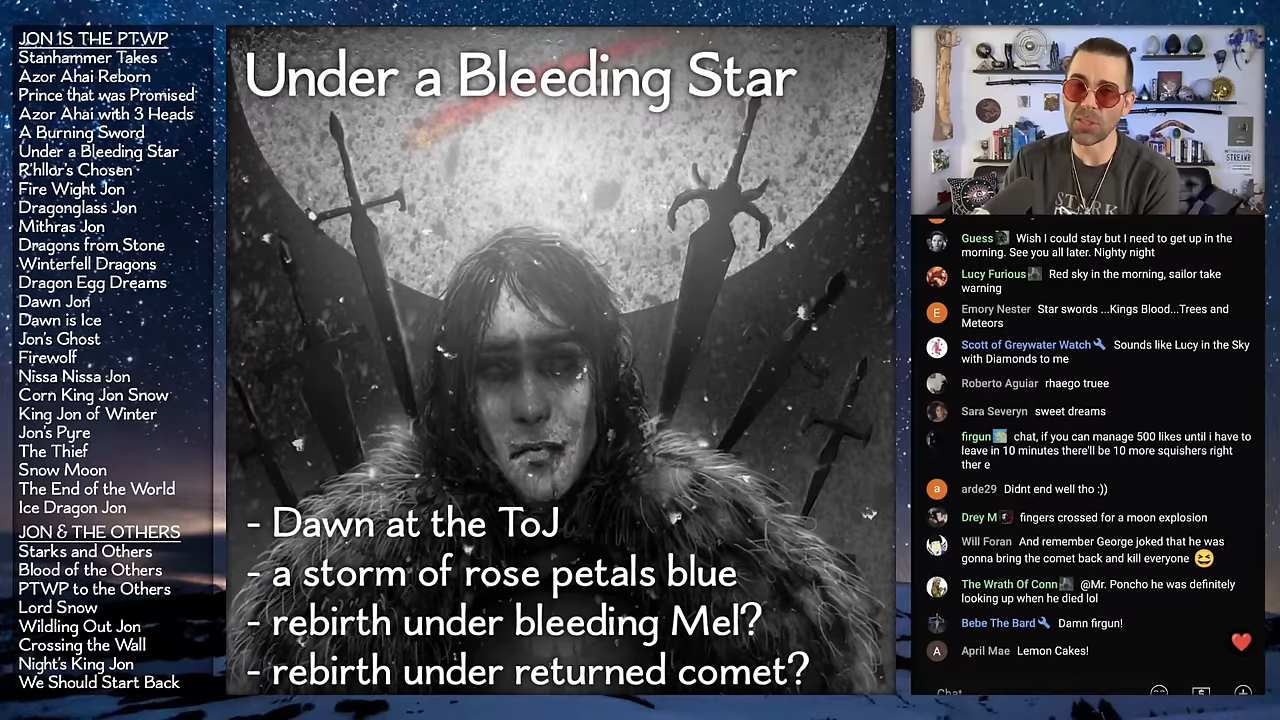 JON IS THE PTWP
Stanhammer Takes
Azor Ahai Reborn
Prince that was Promised
Azor Ahai with 3 Heads
A Burning Sword
Under a Bleeding Star
R'hllor's Chosen
Fire Wight Jon
Dragonglass Jon
Mithras Jon
Dragons from Stone
Winterfell Dragons
Dragon Egg Dreams
Dawn Jon
Dawn is Ice
Jon's Ghost
Firewolf
Nissa Nissa Jon
Corn King Jon Snow
King Jon of Winter
Jon's Pyre
The Thief
Snow Moon
The End of the World
Ice Dragon Jon
JON & THE OTHERS
Starks and Others
Blood of the Others
PTWP to the Others
Lord Snow
Wildling Out Jon
Crossing the Wall
Night's King Jon
We Should Start Back
Under a Bleeding Star
- Dawn at the ToJ
- a storm of rose petals blue
- rebirth under bleeding Mel?
- rebirth under returned comet?
STARK
STREAMR
Guess Wish I could stay but I need to get up in the
morning. See you all later. Nighty night
Lucy Furious Red sky in the morning, sailor take
warning
Emory Nester Star swords ...Kings Blood...Trees and
Meteors
Scott of Greywater Watch Sounds like Lucy in the Sky
with Diamonds to me
Roberto Aguiar rhaego truee
Sara Severyn sweet dreams
firgun chat, if you can manage 500 likes until i have to
leave in 10 minutes there'll be 10 more squishers right
ther e
a arde29 Didnt end well tho :))
Drey M fingers crossed for a moon explosion
Will Foran And remember George joked that he was
gonna bring the comet back and kill everyone 😆
The Wrath Of Conn @Mr. Poncho he was definitely
looking up when he died lol
Bebe The Bard Damn firgun!
A April Mae Lemon Cakes!
Chat